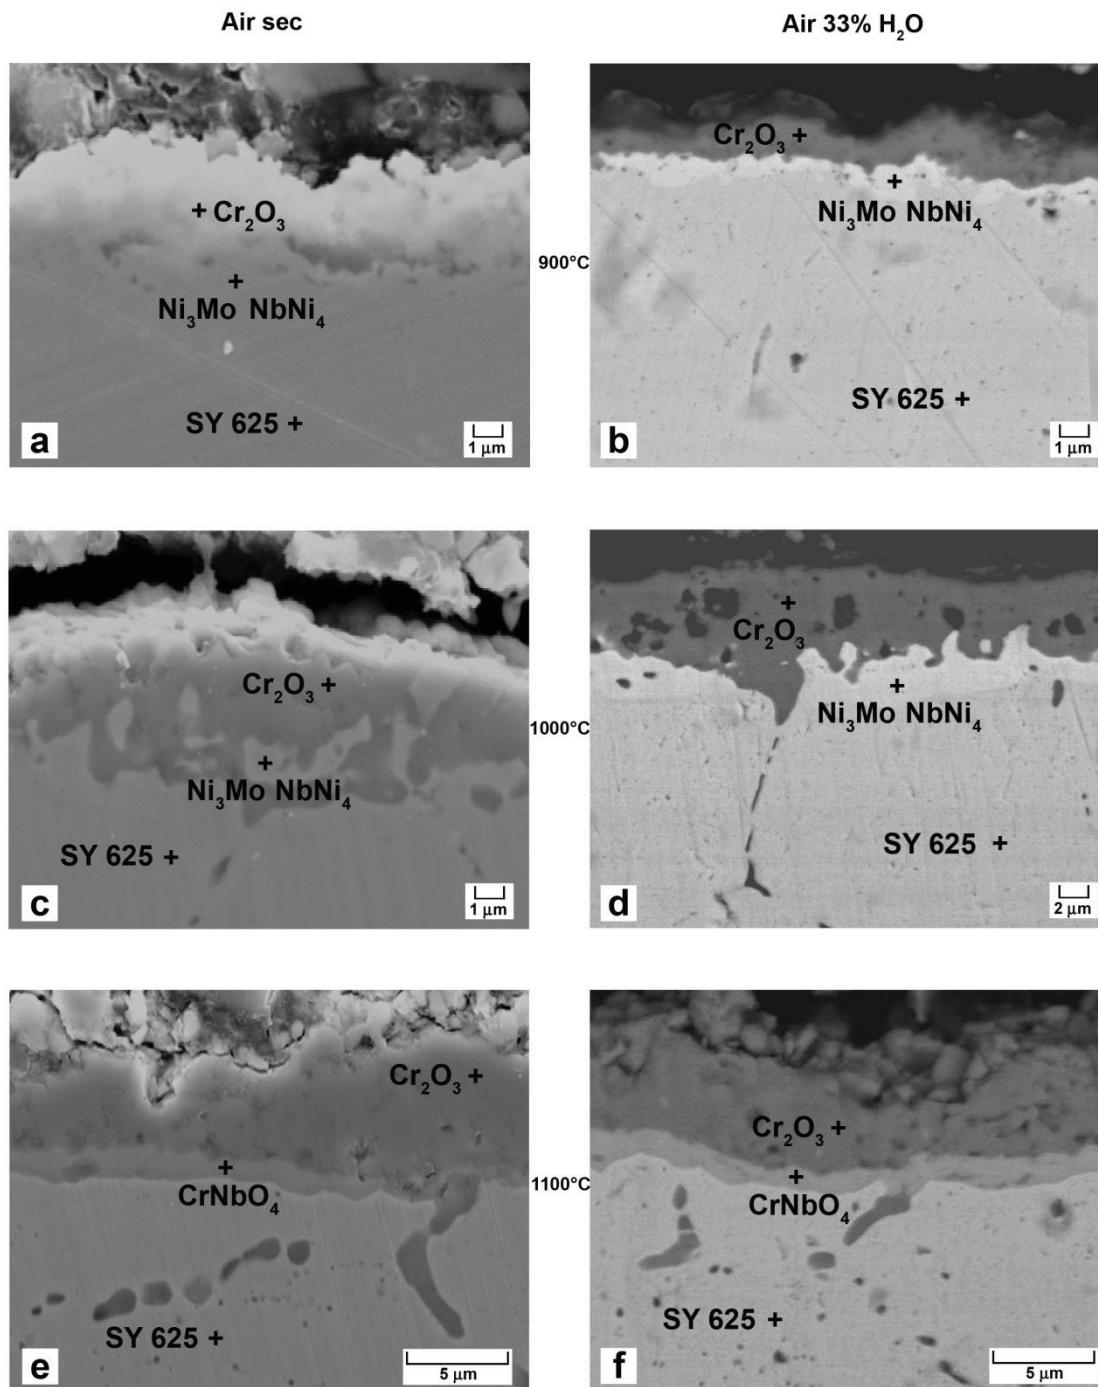 Air sec
Air 33% H₂O
+ Cr₂O₃
+
Ni₃Mo NbNi₄
SY 625 +
a
1 µm
900°C
Cr₂O₃ +
+
Ni₃Mo NbNi₄
SY 625 +
b
1 µm
Cr₂O₃ +
+
Ni₃Mo NbNi₄
SY 625 +
c
1 µm
1000°C
+
Cr₂O₃
+
Ni₃Mo NbNi₄
SY 625 +
d
2 µm
Cr₂O₃ +
+
CrNbO₄
SY 625 +
e
5 µm
1100°C
Cr₂O₃ +
+
CrNbO₄
SY 625 +
f
5 µm